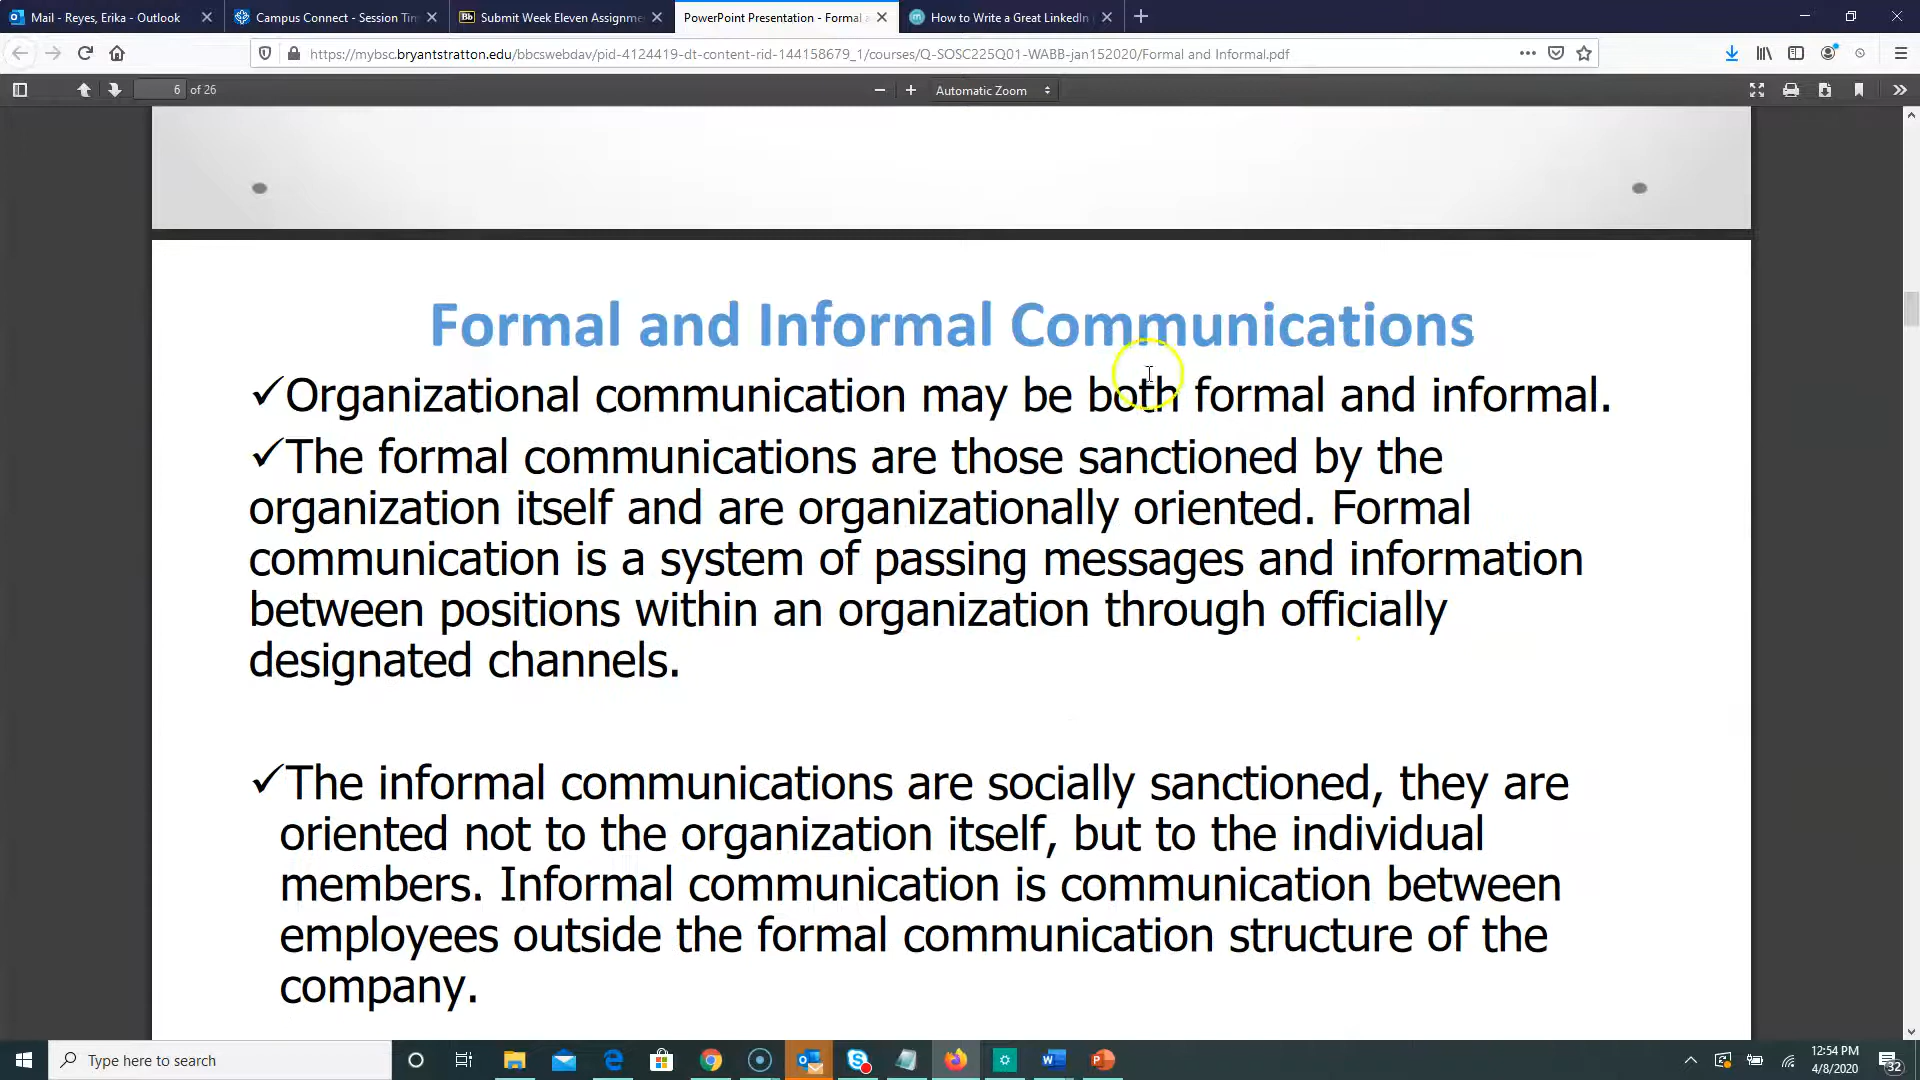 Mail - Reyes, Erika - Outlook
Campus Connect - Session Tim
Submit Week Eleven Assignme
PowerPoint Presentation - Formal a
How to Write a Great LinkedIn
https://mybsc.bryantstratton.edu/bbcswebdav/pid-4124419-dt-content-rid-144158679_1/courses/Q-SOSC225Q01-WABB-jan152020/Formal and Informal.pdf
6 of 26
Automatic Zoom
Formal and Informal Communications
✓Organizational communication may be both formal and informal.
✓The formal communications are those sanctioned by the
organization itself and are organizationally oriented. Formal
communication is a system of passing messages and information
between positions within an organization through officially
designated channels.
✓The informal communications are socially sanctioned, they are
oriented not to the organization itself, but to the individual
members. Informal communication is communication between
employees outside the formal communication structure of the
company.
Type here to search
12:54 PM
4/8/2020
32